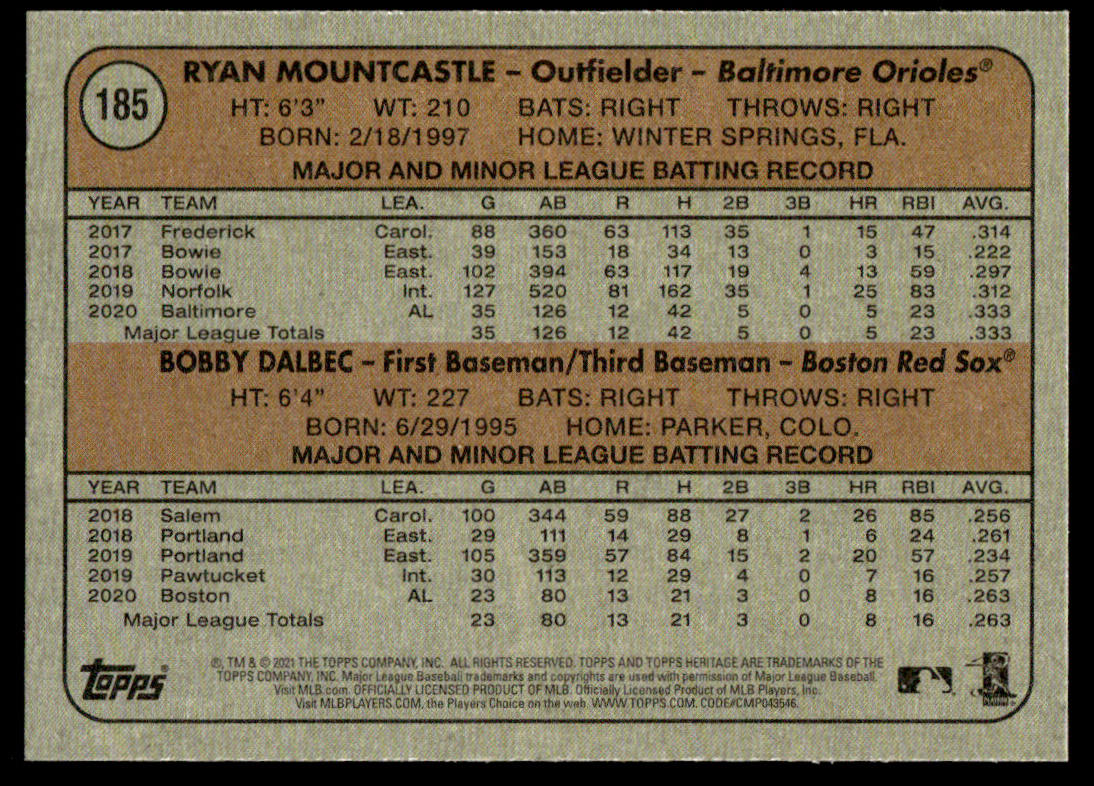 185
RYAN MOUNTCASTLE – Outfielder – Baltimore Orioles®
HT: 6'3" WT: 210 BATS: RIGHT THROWS: RIGHT
BORN: 2/18/1997 HOME: WINTER SPRINGS, FLA.
MAJOR AND MINOR LEAGUE BATTING RECORD
YEAR TEAM LEA. G AB R H 2B 3B HR RBI AVG.
2017 Frederick Carol. 88 360 63 113 35 1 15 47 .314
2017 Bowie East. 39 153 18 34 13 0 3 15 .222
2018 Bowie East. 102 394 63 117 19 4 13 59 .297
2019 Norfolk Int. 127 520 81 162 35 1 25 83 .312
2020 Baltimore AL 35 126 12 42 5 0 5 23 .333
Major League Totals 35 126 12 42 5 0 5 23 .333
BOBBY DALBEC – First Baseman/Third Baseman – Boston Red Sox®
HT: 6'4" WT: 227 BATS: RIGHT THROWS: RIGHT
BORN: 6/29/1995 HOME: PARKER, COLO.
MAJOR AND MINOR LEAGUE BATTING RECORD
YEAR TEAM LEA. G AB R H 2B 3B HR RBI AVG.
2018 Salem Carol. 100 344 59 88 27 2 26 85 .256
2018 Portland East. 29 111 14 29 8 1 6 24 .261
2019 Portland East. 105 359 57 84 15 2 20 57 .234
2019 Pawtucket Int. 30 113 12 29 4 0 7 16 .257
2020 Boston AL 23 80 13 21 3 0 8 16 .263
Major League Totals 23 80 13 21 3 0 8 16 .263
Topps®
®, TM & © 2021 THE TOPPS COMPANY, INC. ALL RIGHTS RESERVED. TOPPS AND TOPPS HERITAGE ARE TRADEMARKS OF THE
TOPPS COMPANY, INC. Major League Baseball trademarks and copyrights are used with permission of Major League Baseball.
Visit MLB.com. OFFICIALLY LICENSED PRODUCT OF MLB. Officially Licensed Product of MLB Players, Inc.
Visit MLBPLAYERS.COM, the Players Choice on the web. WWW.TOPPS.COM. CODE#CMP043546.